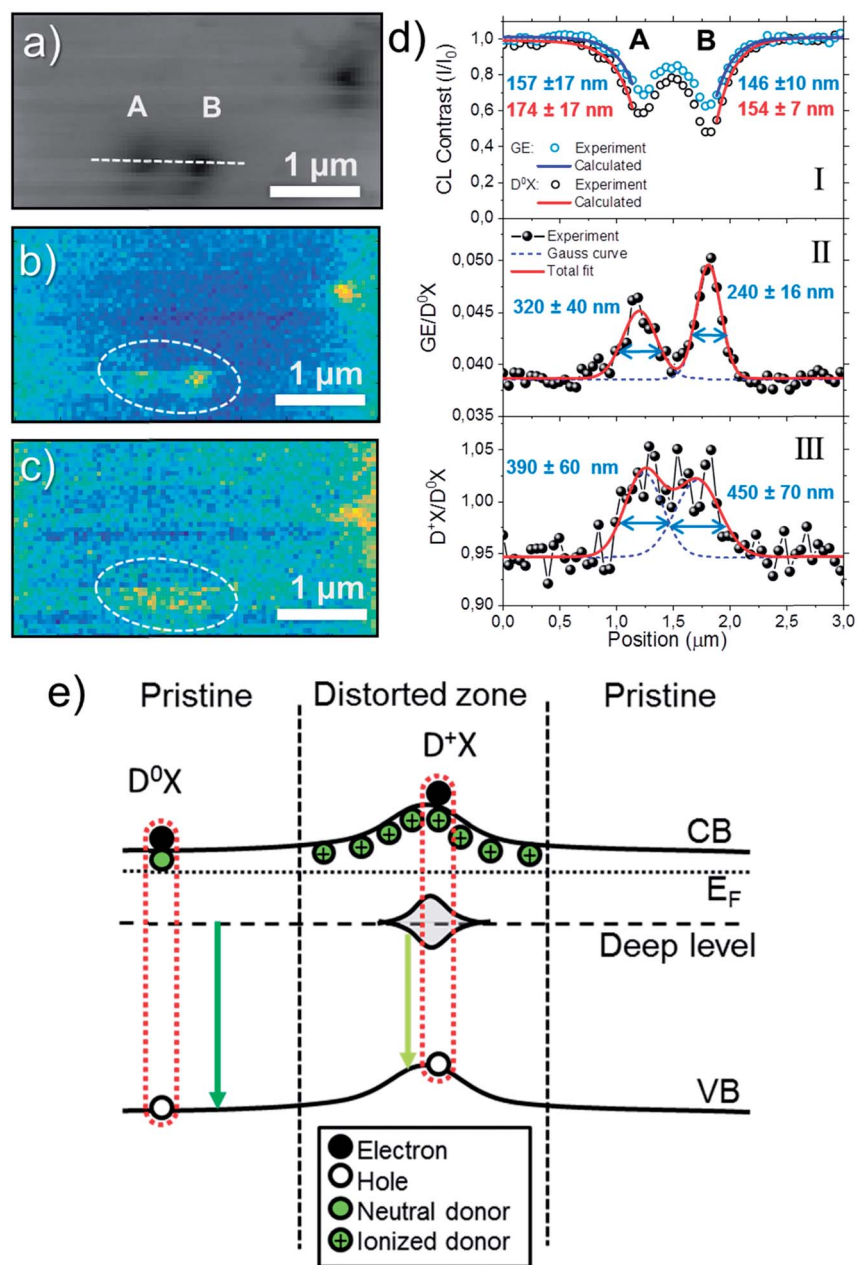 a)
A
B
1 µm
b)
1 µm
c)
1 µm
d)
CL Contrast (I/I₀)
1,0
0,8
0,6
0,4
0,2
0,0
A
B
157 ±17 nm
174 ± 17 nm
146 ±10 nm
154 ± 7 nm
GE: Experiment
Calculated
D⁰X: Experiment
Calculated
I
GE/D⁰X
0,050
0,045
0,040
0,035
Experiment
Gauss curve
Total fit
II
320 ± 40 nm
240 ± 16 nm
D⁺X/D⁰X
1,05
1,00
0,95
0,90
III
390 ± 60 nm
450 ± 70 nm
0,0 0,5 1,0 1,5 2,0 2,5 3,0
Position (µm)
e)
Pristine
Distorted zone
Pristine
D⁰X
D⁺X
CB
E_F
Deep level
VB
Electron
Hole
Neutral donor
Ionized donor